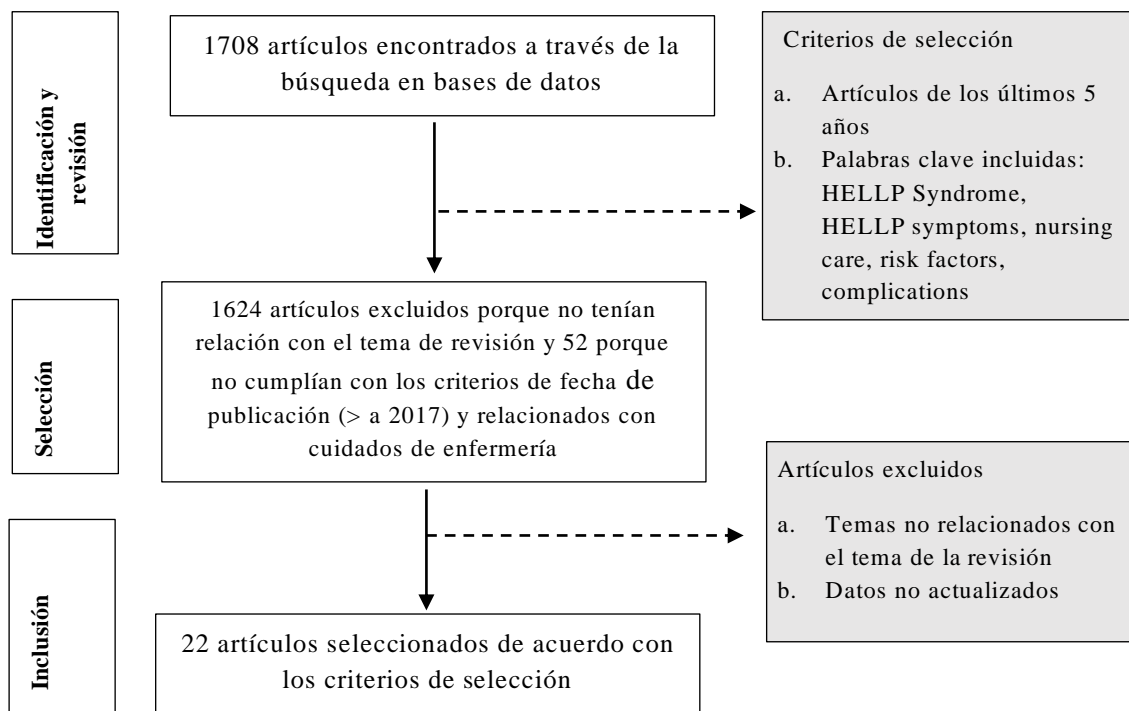 Identificación y
revisión
1708 artículos encontrados a través de la
búsqueda en bases de datos
Criterios de selección
a. Artículos de los últimos 5
años
b. Palabras clave incluidas:
HELLP Syndrome,
HELLP symptoms, nursing
care, risk factors,
complications
Selección
1624 artículos excluidos porque no tenían
relación con el tema de revisión y 52 porque
no cumplían con los criterios de fecha de
publicación (> a 2017) y relacionados con
cuidados de enfermería
Artículos excluidos
a. Temas no relacionados con
el tema de la revisión
b. Datos no actualizados
Inclusión
22 artículos seleccionados de acuerdo con
los criterios de selección